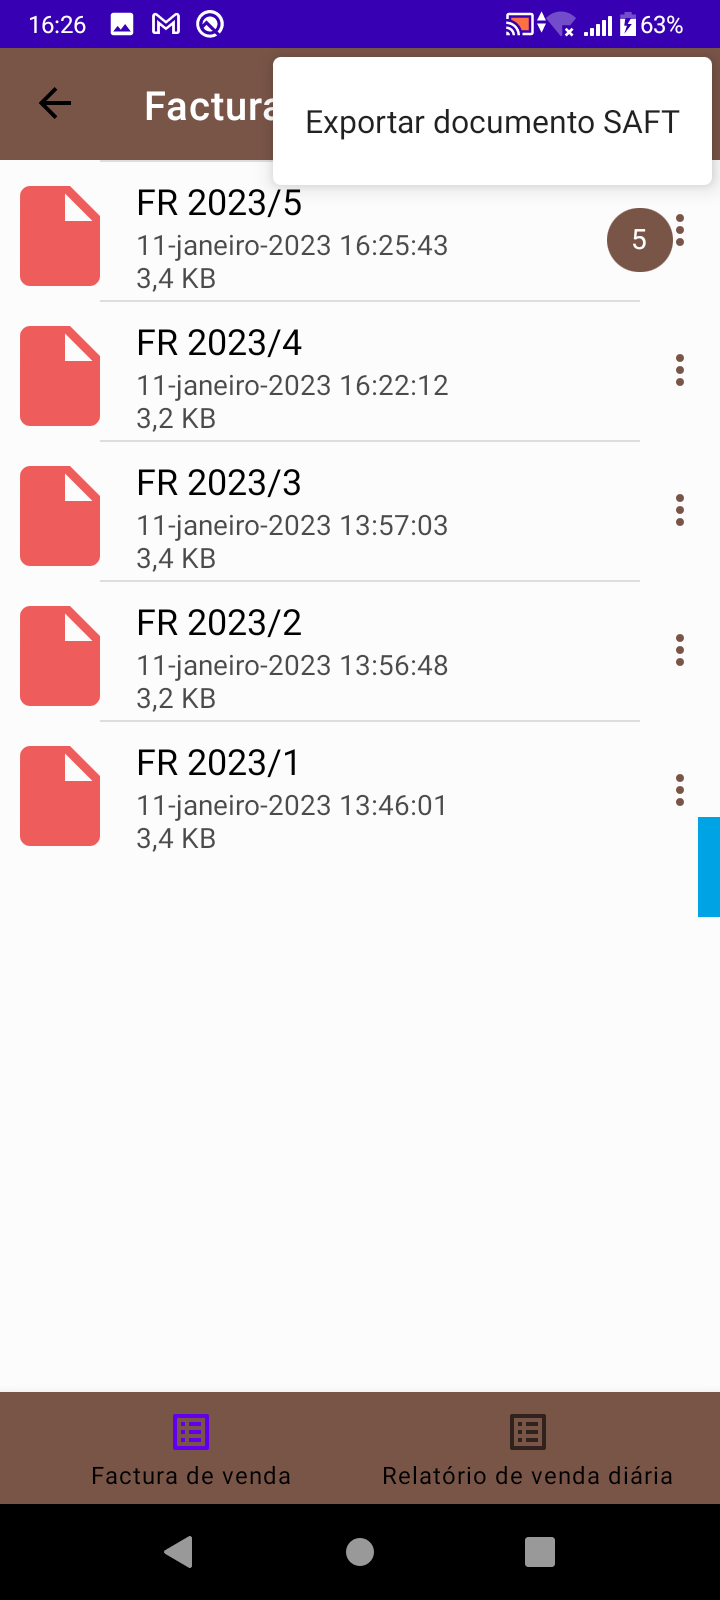 16:26
63%
Factura
Exportar documento SAFT
FR 2023/5
11-janeiro-2023 16:25:43
3,4 KB
5
FR 2023/4
11-janeiro-2023 16:22:12
3,2 KB
FR 2023/3
11-janeiro-2023 13:57:03
3,4 KB
FR 2023/2
11-janeiro-2023 13:56:48
3,2 KB
FR 2023/1
11-janeiro-2023 13:46:01
3,4 KB
Factura de venda
Relatório de venda diária